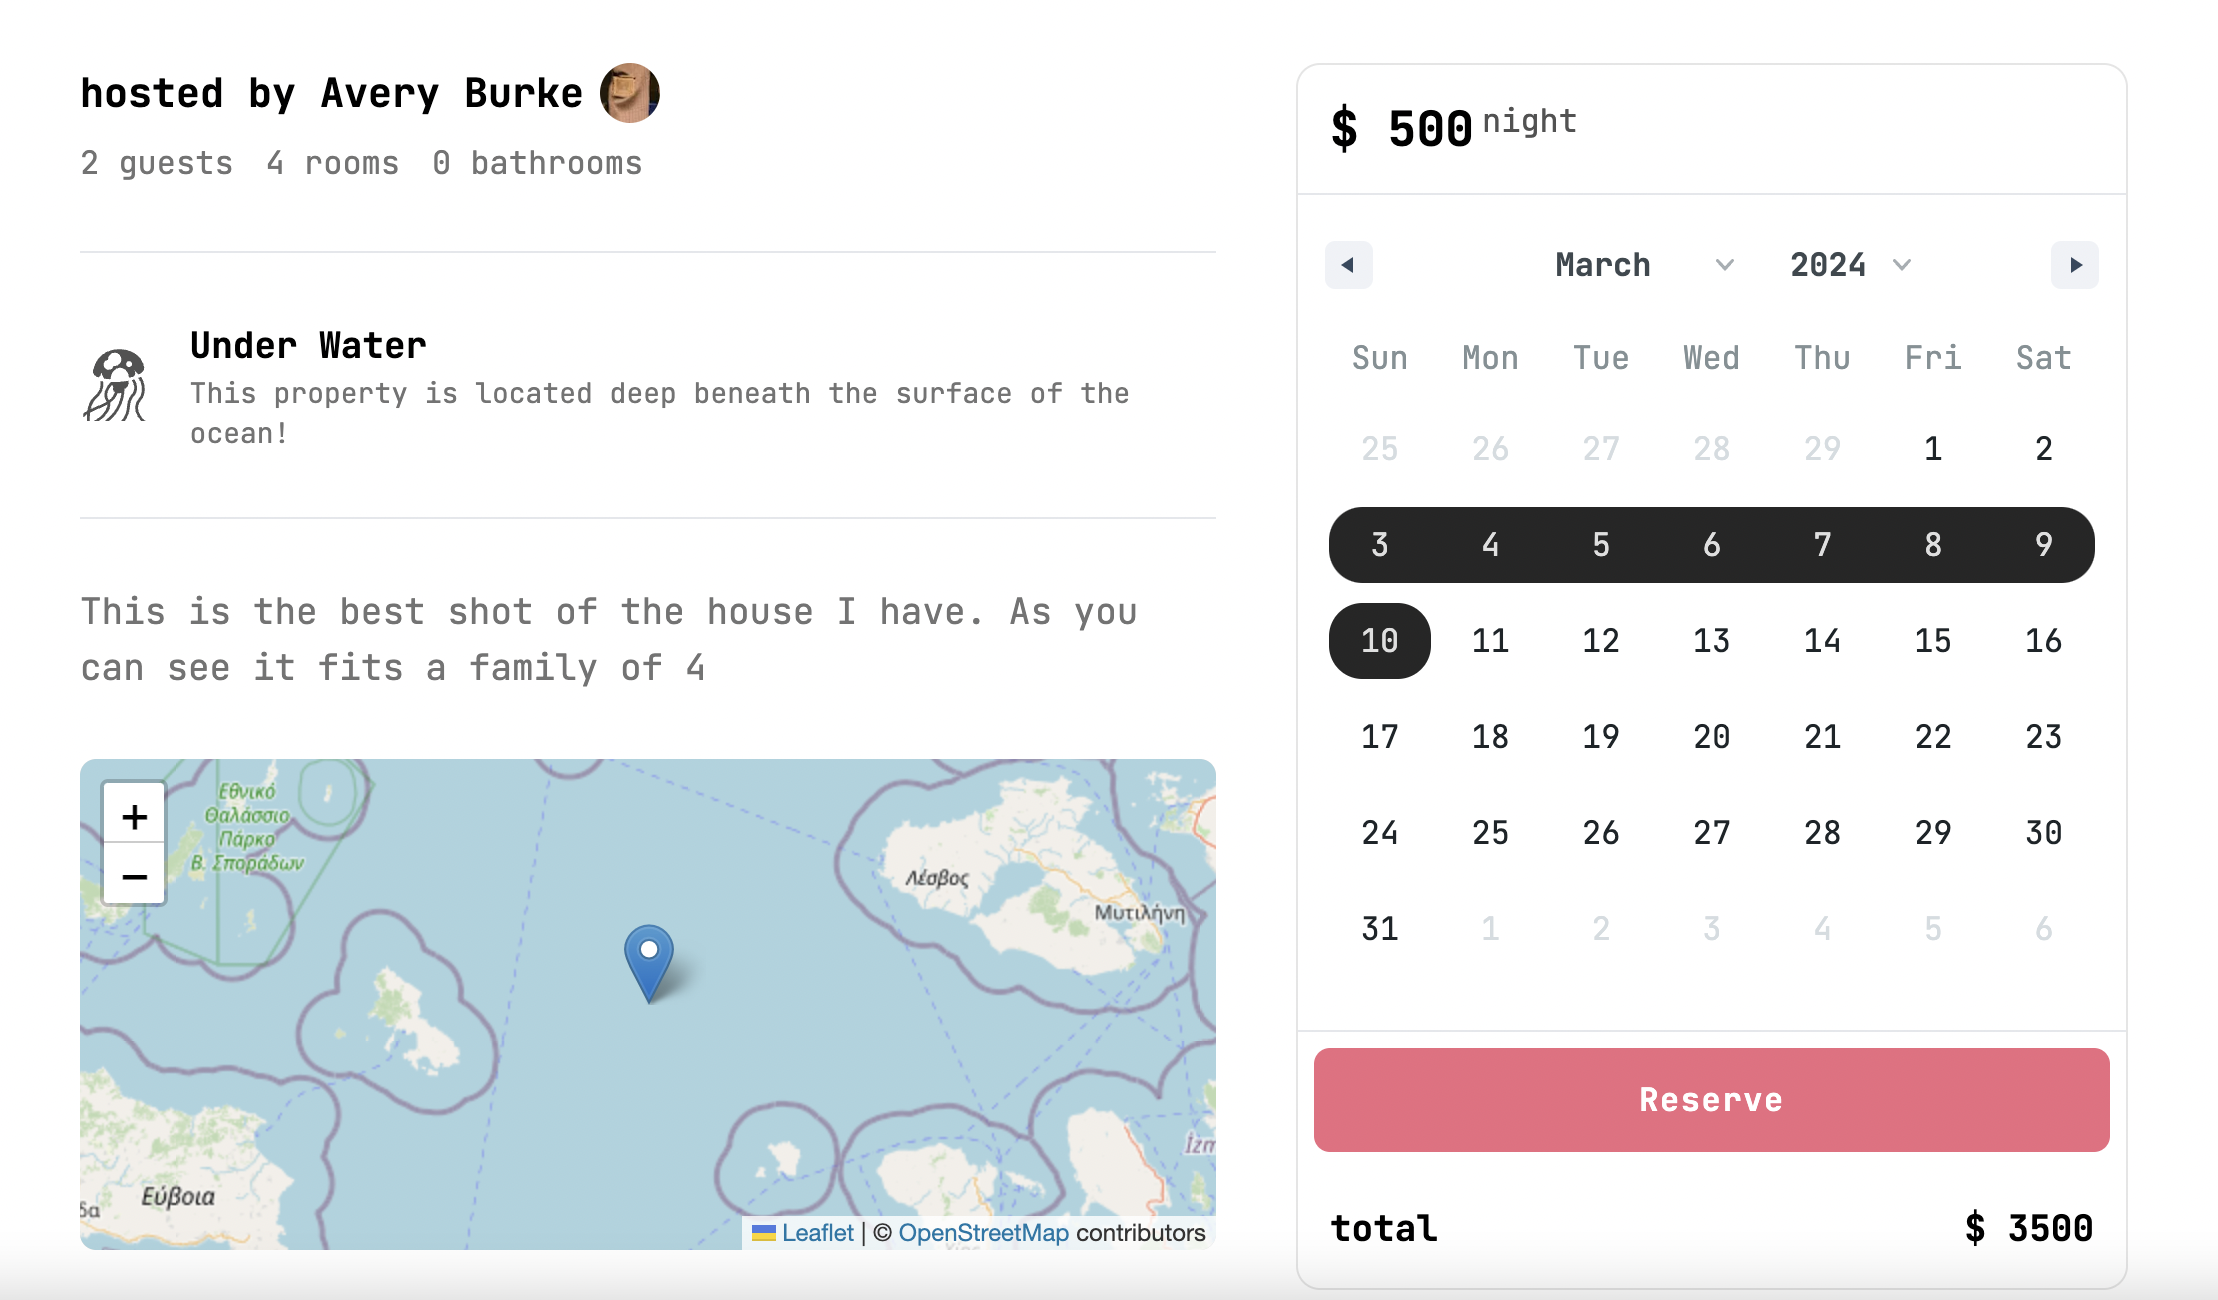 hosted by Avery Burke
2 guests 4 rooms 0 bathrooms
Under Water
This property is located deep beneath the surface of the
ocean!
This is the best shot of the house I have. As you
can see it fits a family of 4
+
−
Εθνικό
Θαλάσσιο
Πάρκο
Β. Σποράδων
Λέσβος
Μυτιλήνη
Εύβοια
Leaflet | © OpenStreetMap contributors
$ 500 night
March 2024
Sun Mon Tue Wed Thu Fri Sat
25 26 27 28 29 1 2
3 4 5 6 7 8 9
10 11 12 13 14 15 16
17 18 19 20 21 22 23
24 25 26 27 28 29 30
31 1 2 3 4 5 6
Reserve
total $ 3500